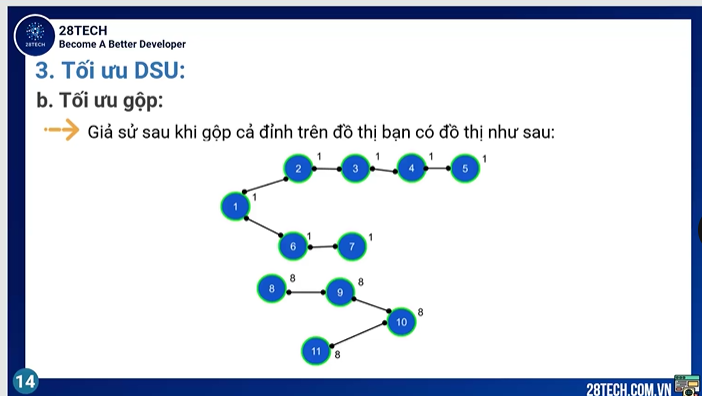 28TECH
Become A Better Developer
28TECH
3. Tối ưu DSU:
b. Tối ưu gộp:
Giả sử sau khi gộp cả đỉnh trên đồ thị bạn có đồ thị như sau:
2 1 3 1 4 1 5 1
1 1
6 1 7 1
8 8 9 8
10 8
11 8
14
28TECH.COM.VN